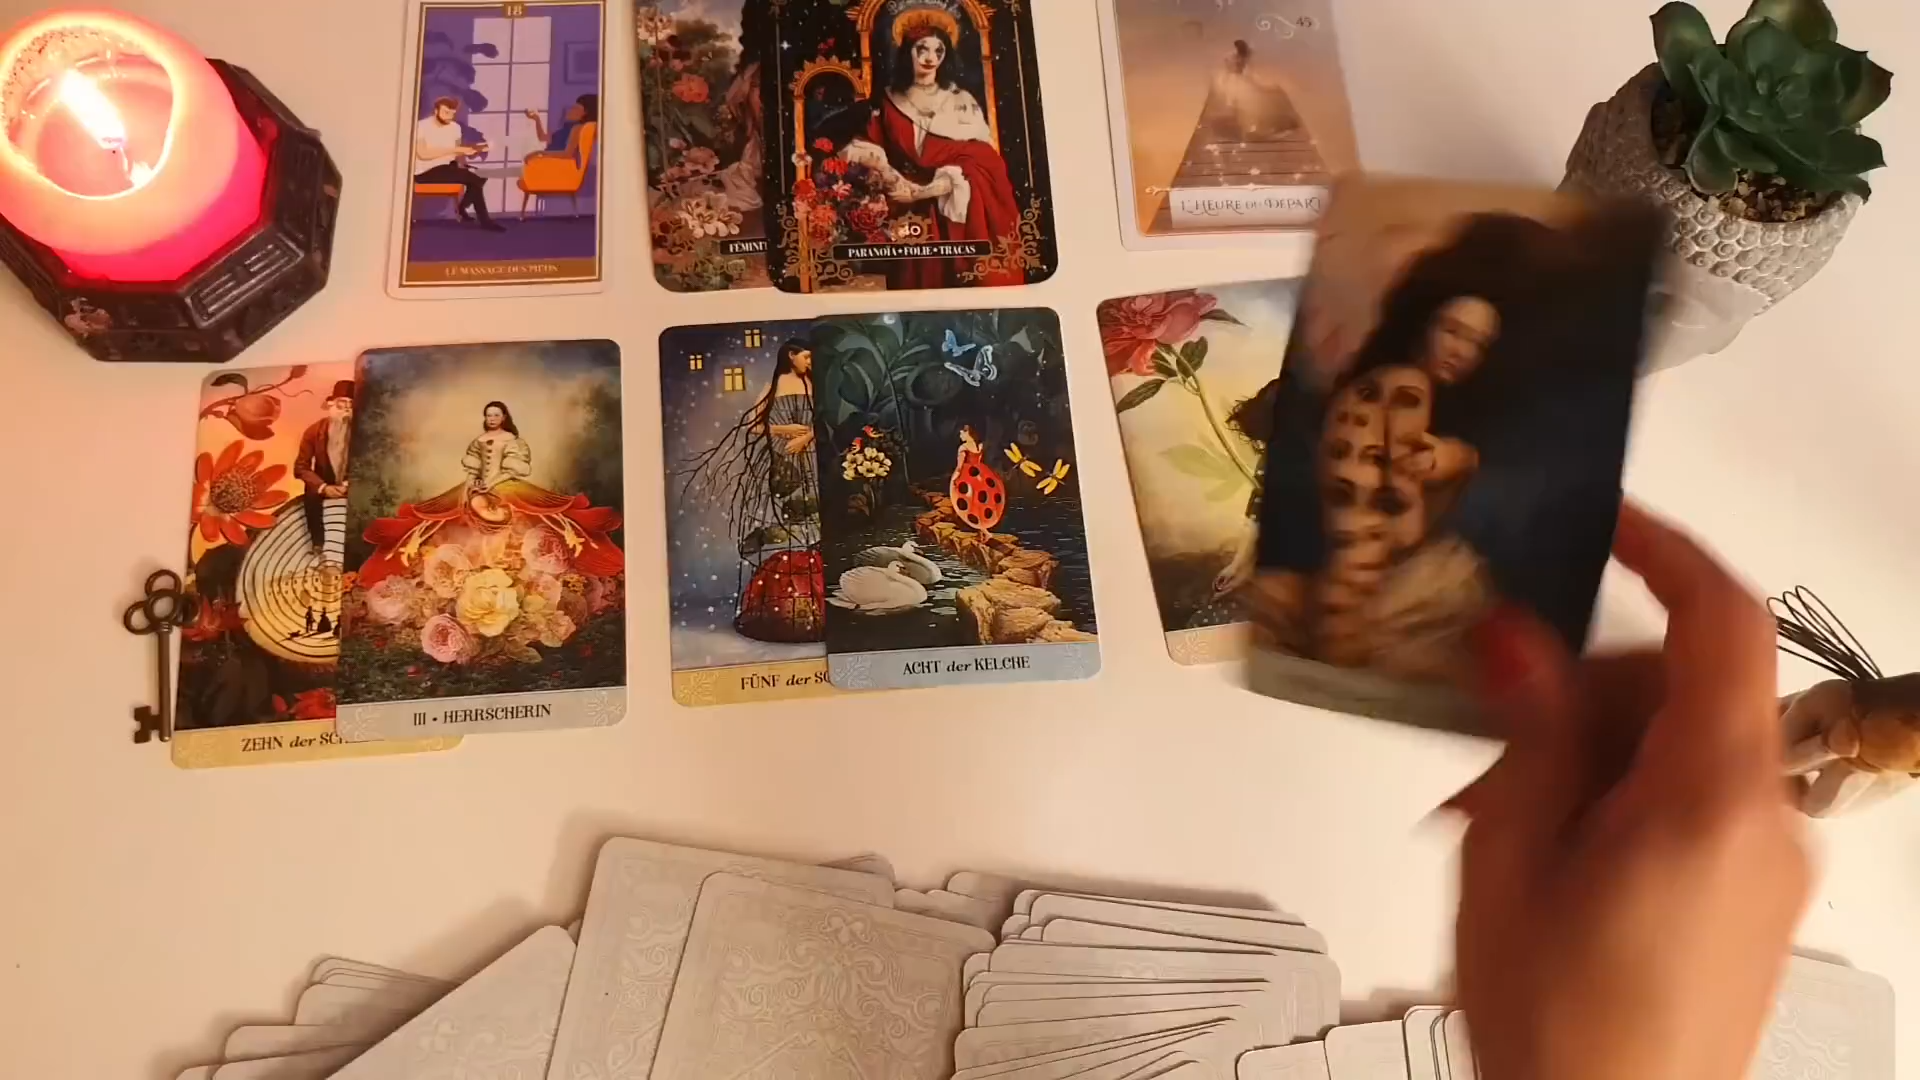 18
LE MASSAGE DES PIEDS
FÉMINI
40
PARANOÏA • FOLIE • TRACAS
45
L'HEURE DU DÉPART
ZEHN der SC
III • HERRSCHERIN
FÜNF der SC
ACHT der KELCHE